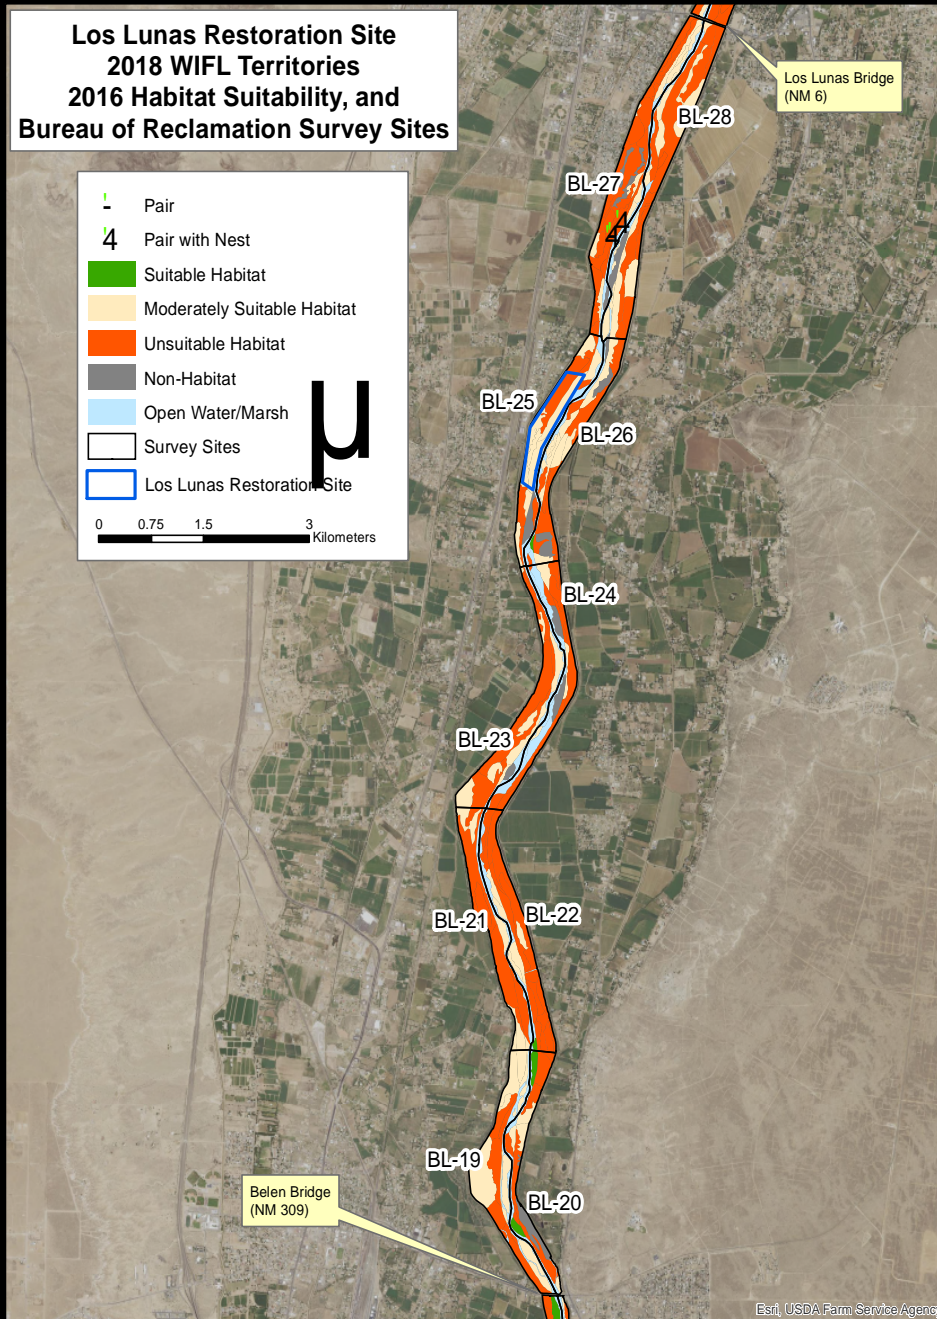 Los Lunas Restoration Site
2018 WIFL Territories
2016 Habitat Suitability, and
Bureau of Reclamation Survey Sites
Los Lunas Bridge
(NM 6)
BL-28
BL-27
4
4
Pair
4 Pair with Nest
Suitable Habitat
Moderately Suitable Habitat
Unsuitable Habitat
Non-Habitat
Open Water/Marsh
Survey Sites
Los Lunas Restoration Site
µ
0 0.75 1.5 3
Kilometers
BL-25
BL-26
BL-24
BL-23
BL-21
BL-22
BL-19
BL-20
Belen Bridge
(NM 309)
Esri, USDA Farm Service Agency